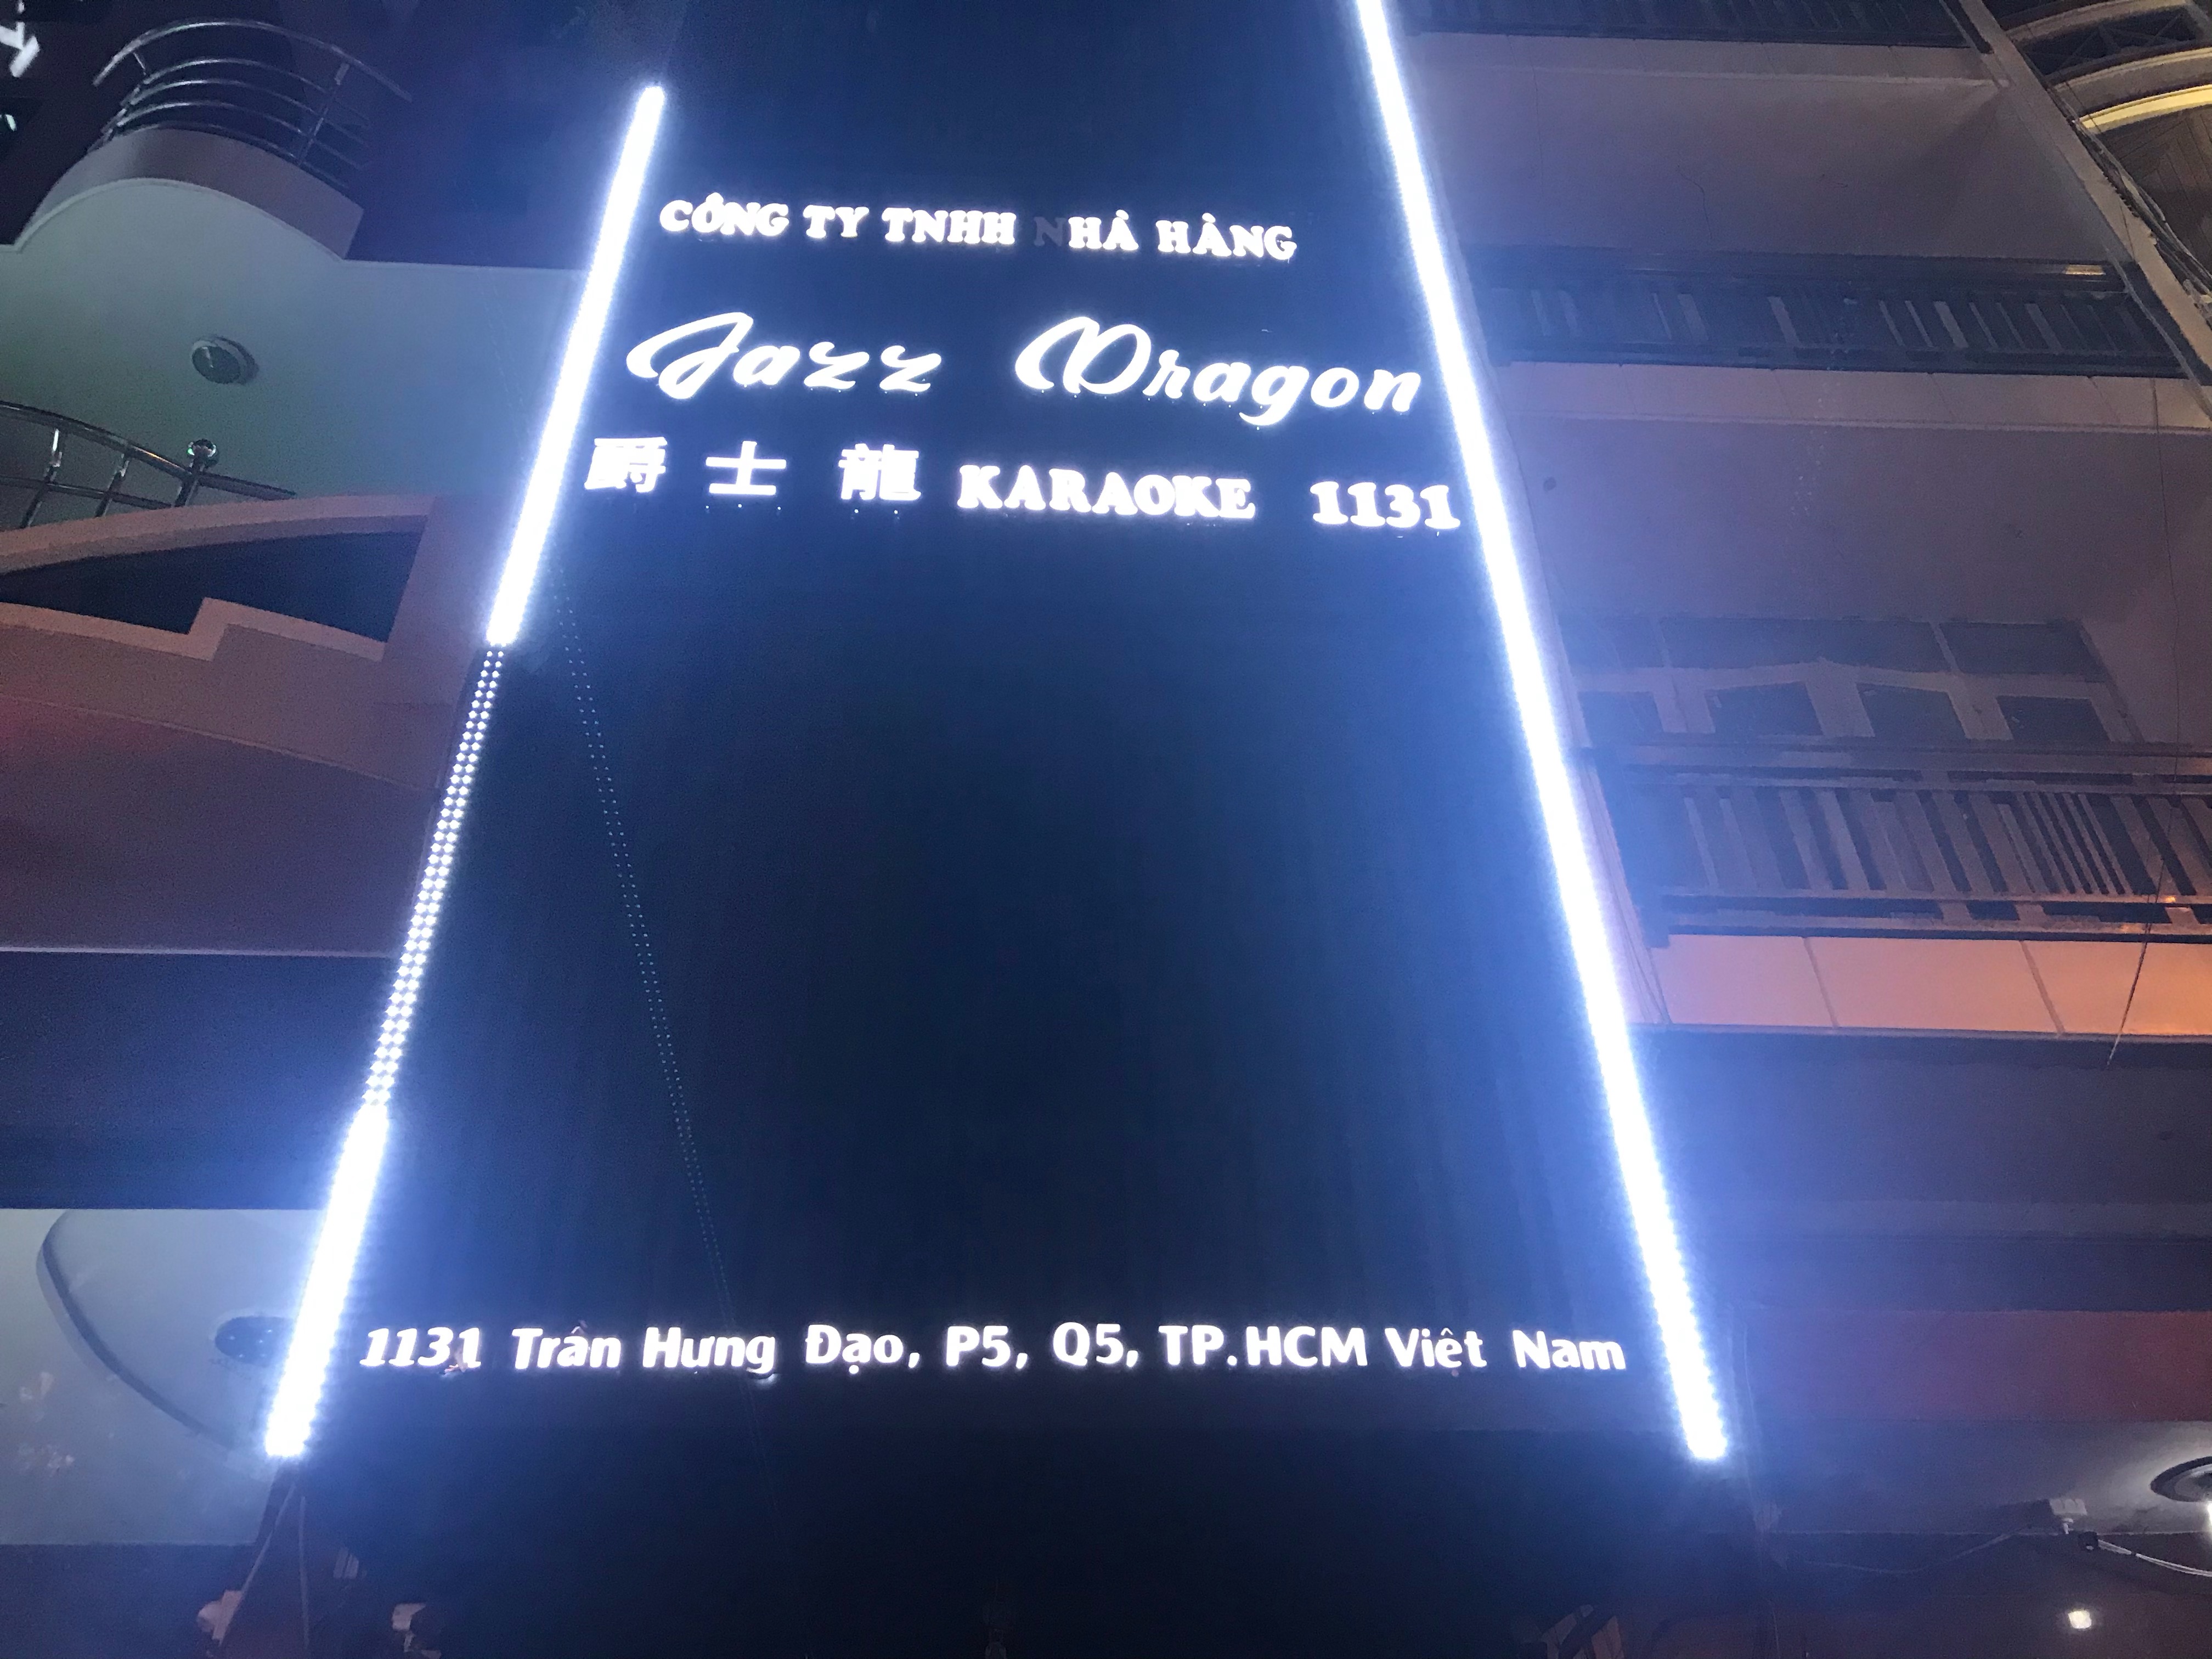 CÔNG TY TNHH NHÀ HÀNG
Jazz Dragon
爵士龍 KARAOKE 1131
1131 Trần Hưng Đạo, P5, Q5, TP.HCM Việt Nam